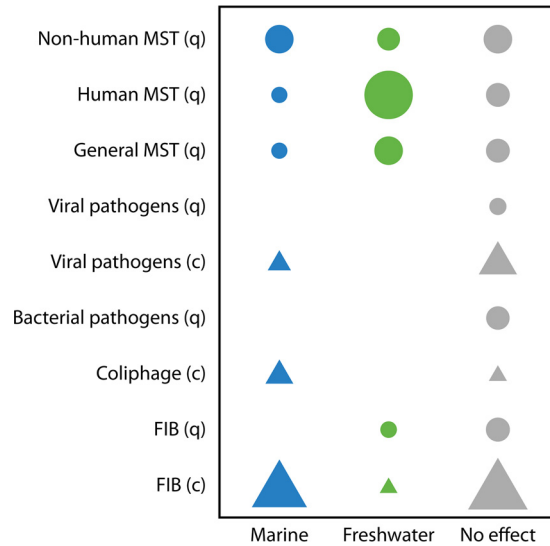 Non-human MST (q)
Human MST (q)
General MST (q)
Viral pathogens (q)
Viral pathogens (c)
Bacterial pathogens (q)
Coliphage (c)
FIB (q)
FIB (c)
Marine Freshwater No effect